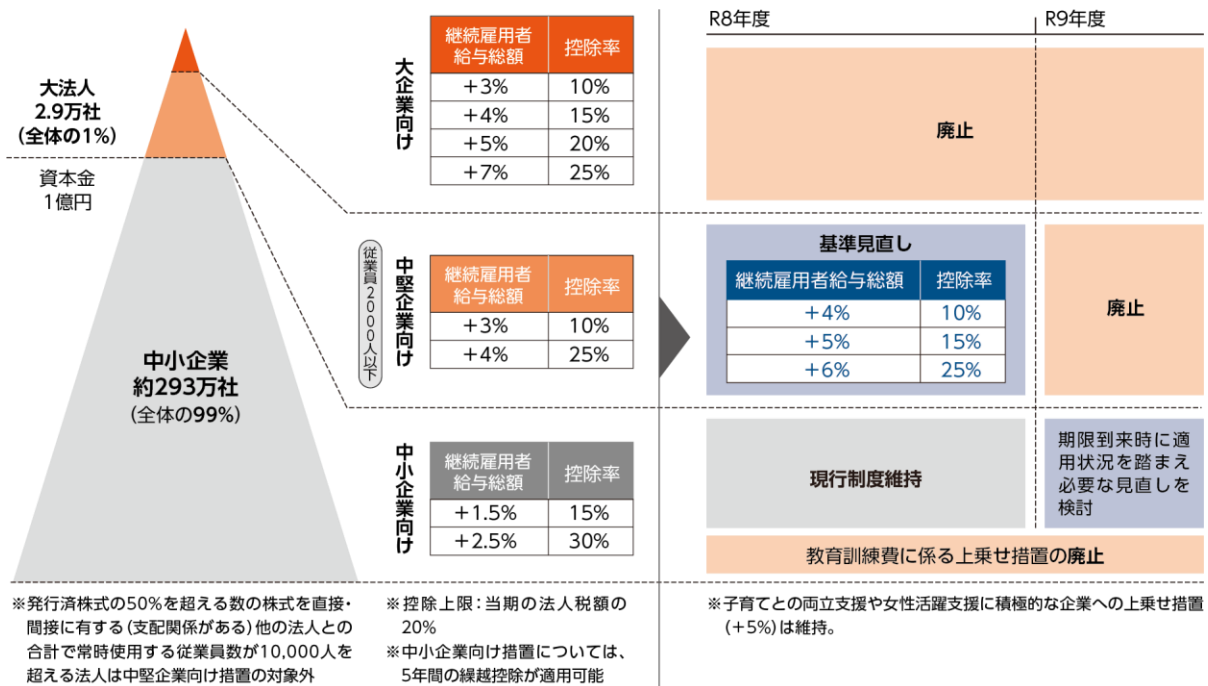 大法人
2.9万社
(全体の1%)
資本金
1億円
中小企業
約293万社
(全体の99%)
大企業向け
継続雇用者
給与総額
控除率
+3%
10%
+4%
15%
+5%
20%
+7%
25%
従業員2000人以下
中堅企業向け
継続雇用者
給与総額
控除率
+3%
10%
+4%
25%
中小企業向け
継続雇用者
給与総額
控除率
+1.5%
15%
+2.5%
30%
R8年度
R9年度
廃止
基準見直し
継続雇用者給与総額
控除率
+4%
10%
+5%
15%
+6%
25%
廃止
現行制度維持
期限到来時に適
用状況を踏まえ
必要な見直しを
検討
教育訓練費に係る上乗せ措置の廃止
※発行済株式の50%を超える数の株式を直接・
間接に有する(支配関係がある)他の法人との
合計で常時使用する従業員数が10,000人を
超える法人は中堅企業向け措置の対象外
※控除上限:当期の法人税額の
20%
※中小企業向け措置については、
5年間の繰越控除が適用可能
※子育てとの両立支援や女性活躍支援に積極的な企業への上乗せ措置
(+5%)は維持。